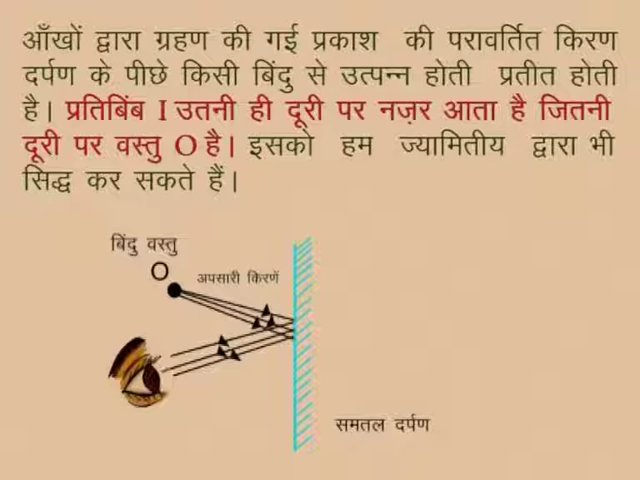 आँखों द्वारा ग्रहण की गई प्रकाश की परावर्तित किरण
दर्पण के पीछे किसी बिंदु से उत्पन्न होती प्रतीत होती
है। प्रतिबिंब I उतनी ही दूरी पर नज़र आता है जितनी
दूरी पर वस्तु O है। इसको हम ज्यामितीय द्वारा भी
सिद्ध कर सकते हैं।
बिंदु वस्तु
O
अपसारी किरणें
समतल दर्पण